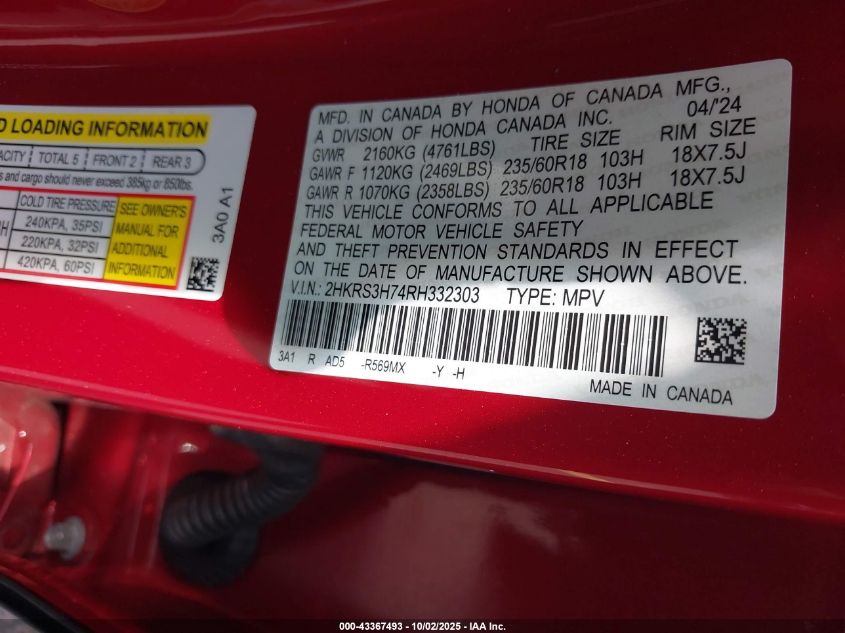 D LOADING INFORMATION
ACITY TOTAL 5 FRONT 2 REAR 3
s and cargo should never exceed 385kg or 850lbs.
COLD TIRE PRESSURE
240KPA, 35PSI
220KPA, 32PSI
420KPA, 60PSI
SEE OWNER'S
MANUAL FOR
ADDITIONAL
INFORMATION
3A0 A1
MFD. IN CANADA BY HONDA OF CANADA MFG.,
A DIVISION OF HONDA CANADA INC. 04/'24
GVWR 2160KG (4761LBS) TIRE SIZE RIM SIZE
GAWR F 1120KG (2469LBS) 235/60R18 103H 18X7.5J
GAWR R 1070KG (2358LBS) 235/60R18 103H 18X7.5J
THIS VEHICLE CONFORMS TO ALL APPLICABLE
FEDERAL MOTOR VEHICLE SAFETY
AND THEFT PREVENTION STANDARDS IN EFFECT
ON THE DATE OF MANUFACTURE SHOWN ABOVE.
V.I.N.: 2HKRS3H74RH332303 TYPE: MPV
3A1 R AD5 -R569MX -Y -H
MADE IN CANADA
000-43367493 - 10/02/2025 - IAA Inc.